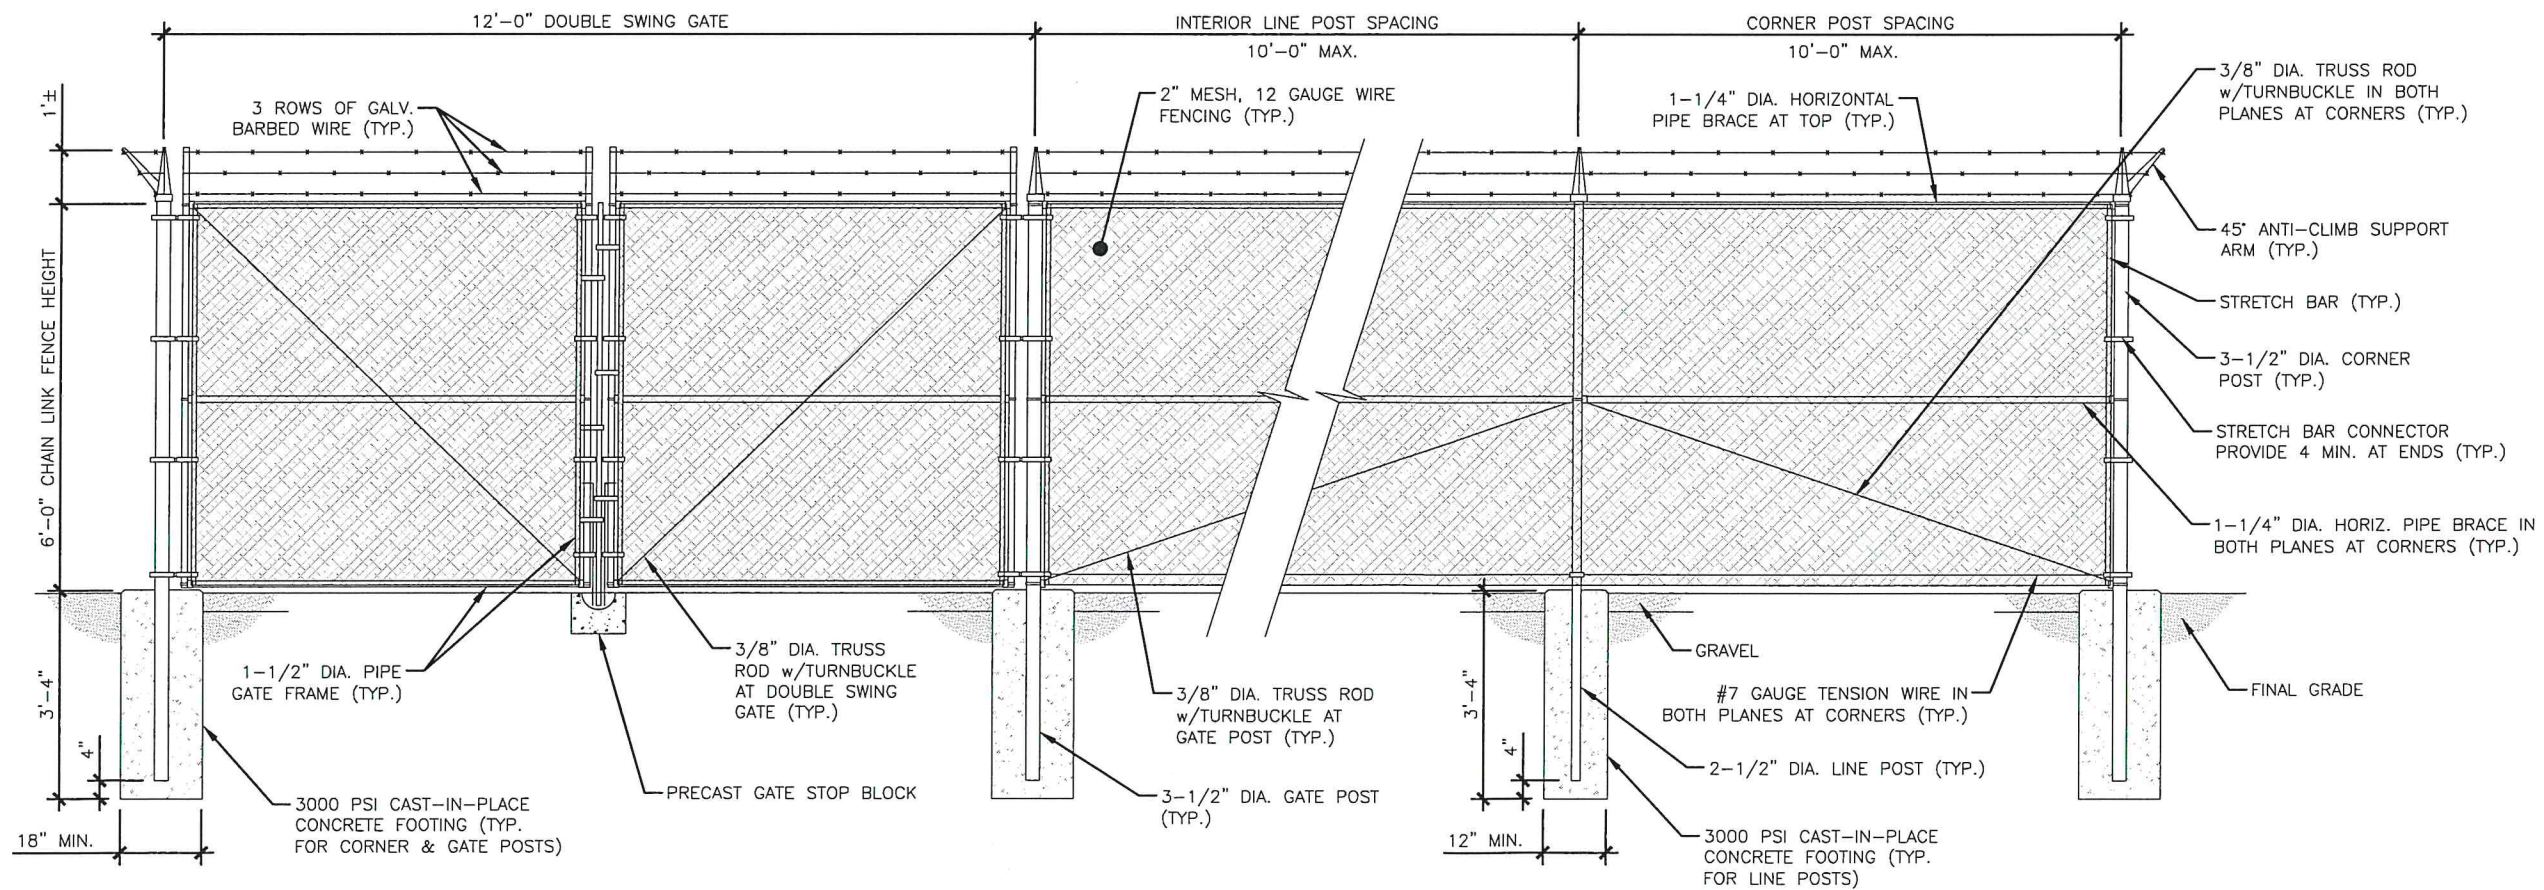 12'-0" DOUBLE SWING GATE
INTERIOR LINE POST SPACING
10'-0" MAX.
CORNER POST SPACING
10'-0" MAX.
1'±
3 ROWS OF GALV.
BARBED WIRE (TYP.)
2" MESH, 12 GAUGE WIRE
FENCING (TYP.)
1-1/4" DIA. HORIZONTAL
PIPE BRACE AT TOP (TYP.)
3/8" DIA. TRUSS ROD
w/TURNBUCKLE IN BOTH
PLANES AT CORNERS (TYP.)
45° ANTI-CLIMB SUPPORT
ARM (TYP.)
STRETCH BAR (TYP.)
3-1/2" DIA. CORNER
POST (TYP.)
STRETCH BAR CONNECTOR
PROVIDE 4 MIN. AT ENDS (TYP.)
1-1/4" DIA. HORIZ. PIPE BRACE IN
BOTH PLANES AT CORNERS (TYP.)
6'-0" CHAIN LINK FENCE HEIGHT
3'-4"
4"
18" MIN.
1-1/2" DIA. PIPE
GATE FRAME (TYP.)
3000 PSI CAST-IN-PLACE
CONCRETE FOOTING (TYP.
FOR CORNER & GATE POSTS)
3/8" DIA. TRUSS
ROD w/TURNBUCKLE
AT DOUBLE SWING
GATE (TYP.)
PRECAST GATE STOP BLOCK
3/8" DIA. TRUSS ROD
w/TURNBUCKLE AT
GATE POST (TYP.)
3-1/2" DIA. GATE POST
(TYP.)
3'-4"
4"
12" MIN.
GRAVEL
#7 GAUGE TENSION WIRE IN
BOTH PLANES AT CORNERS (TYP.)
2-1/2" DIA. LINE POST (TYP.)
3000 PSI CAST-IN-PLACE
CONCRETE FOOTING (TYP.
FOR LINE POSTS)
FINAL GRADE